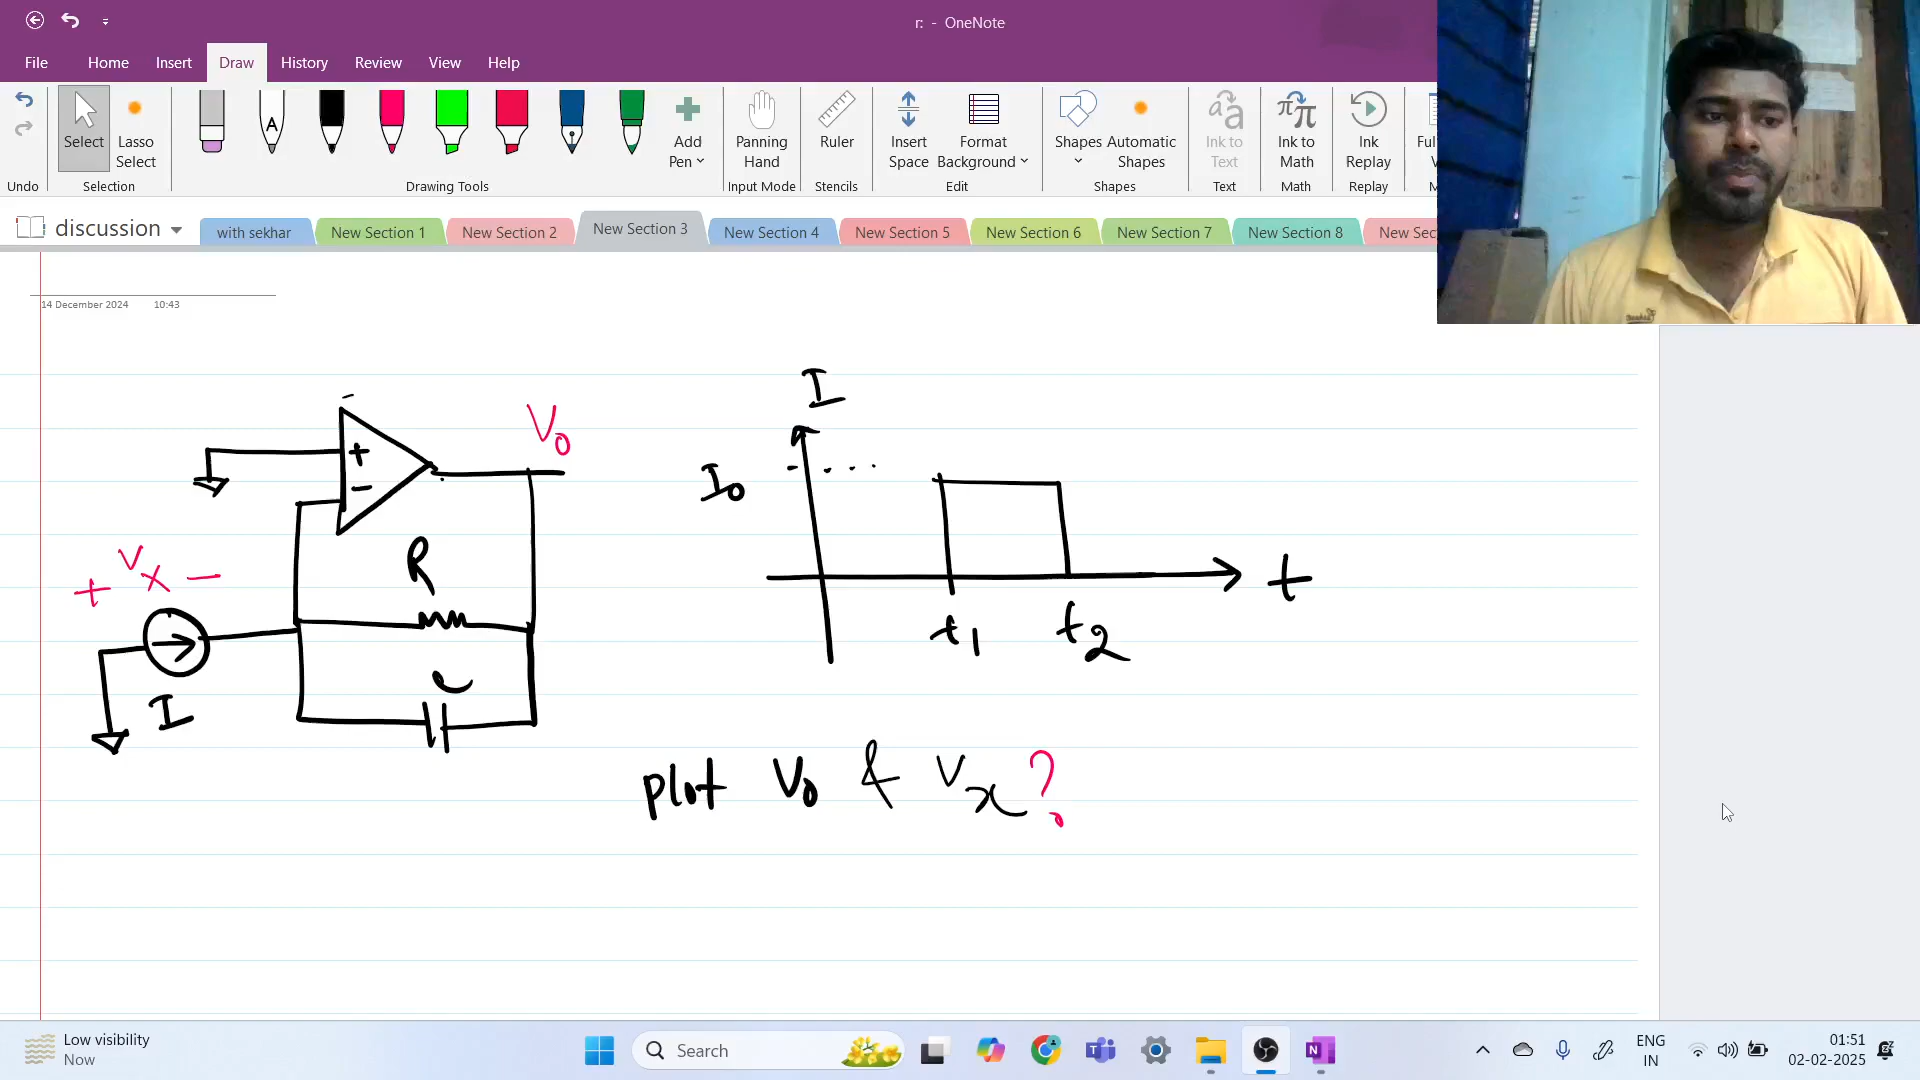 r: - OneNote
File Home Insert Draw History Review View Help
Undo
Select
Lasso Select
Selection
A
Drawing Tools
Add Pen
Panning Hand
Input Mode
Ruler
Stencils
Insert Space
Format Background
Edit
Shapes
Automatic Shapes
Shapes
Ink to Text
Text
Ink to Math
Math
Ink Replay
Replay
discussion
with sekhar
New Section 1
New Section 2
New Section 3
New Section 4
New Section 5
New Section 6
New Section 7
New Section 8
New Sec
14 December 2024 10:43
V0
+
-
R
+ Vx -
I
C
I
I0
t
t1 t2
plot V0 & Vx ?
Low visibility
Now
Search
ENG
IN
01:51
02-02-2025